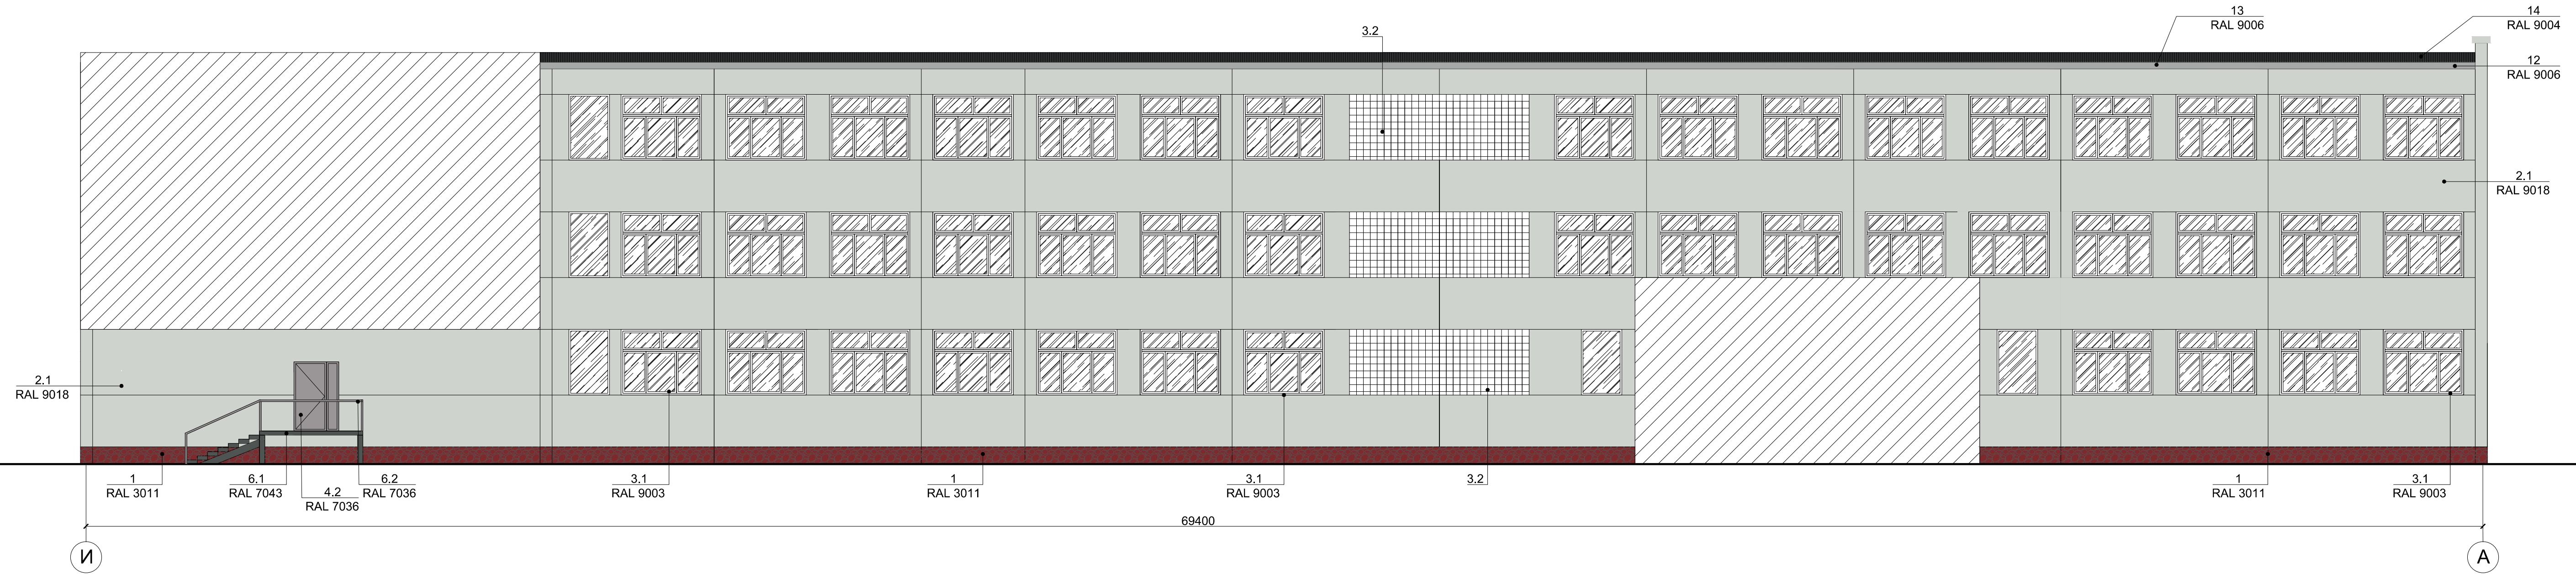 13
RAL 9006
14
RAL 9004
3.2
12
RAL 9006
2.1
RAL 9018
2.1
RAL 9018
1
RAL 3011
6.1
RAL 7043
4.2
RAL 7036
6.2
RAL 7036
3.1
RAL 9003
1
RAL 3011
3.1
RAL 9003
3.2
1
RAL 3011
3.1
RAL 9003
69400
И
А